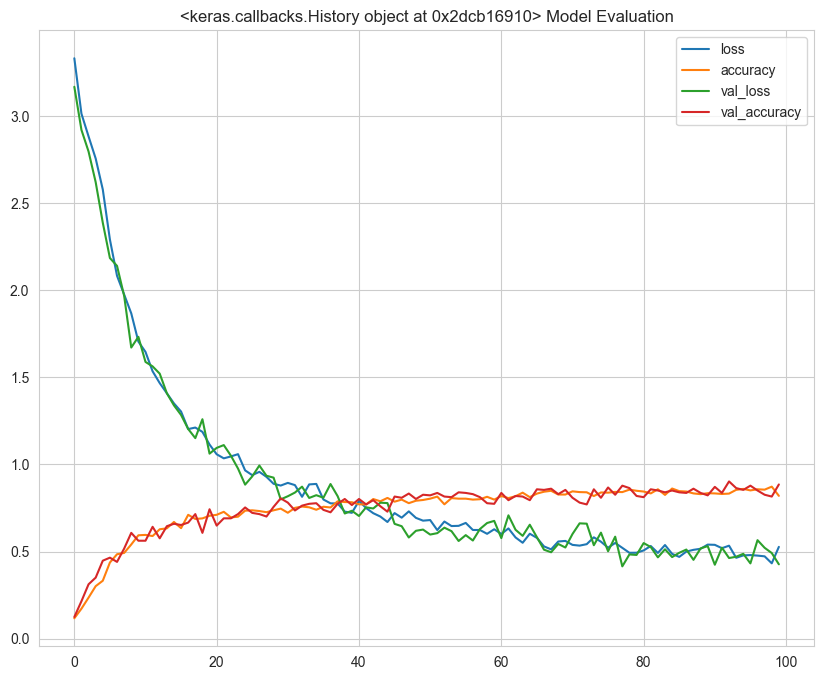 <keras.callbacks.History object at 0x2dcb16910> Model Evaluation
loss
accuracy
val_loss
val_accuracy
3.0
2.5
2.0
1.5
1.0
0.5
0.0
0 20 40 60 80 100